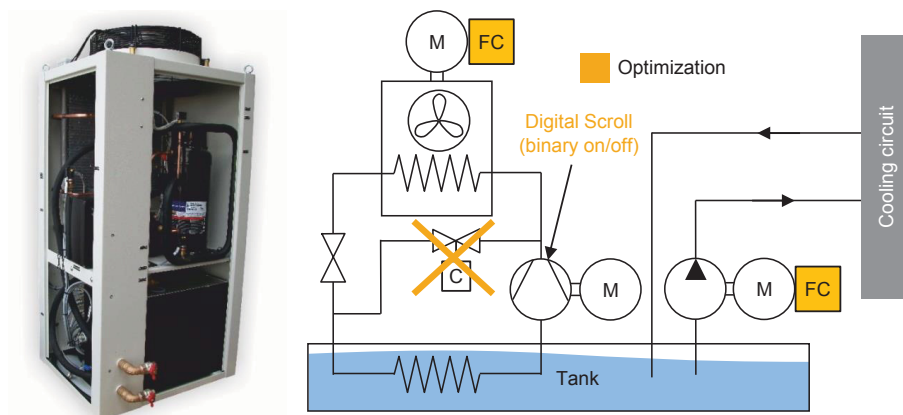 M
FC
Optimization
Digital Scroll
(binary on/off)
Cooling circuit
C
M
M
FC
Tank